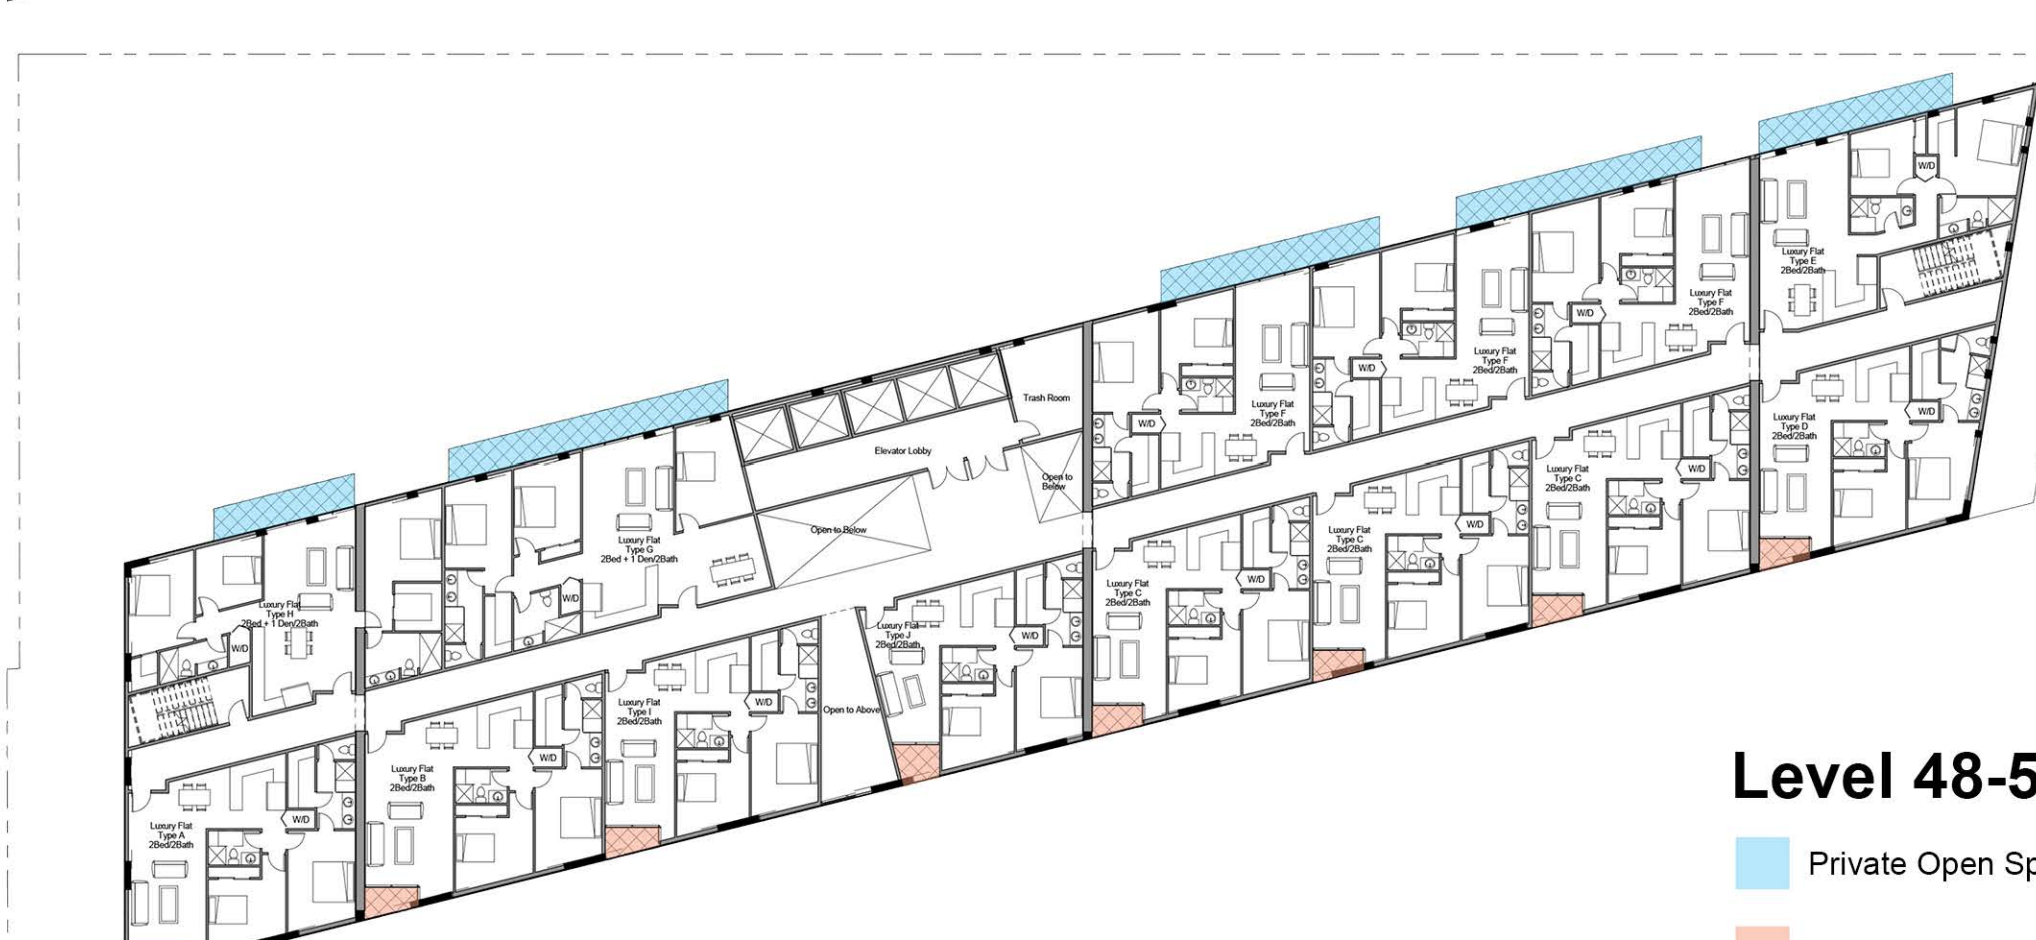 W/D
Luxury Flat
Type E
2Bed/2Bath
Luxury Flat
Type F
2Bed/2Bath
W/D
Luxury Flat
Type F
2Bed/2Bath
W/D
Trash Room
Luxury Flat
Type F
2Bed/2Bath
W/D
Elevator Lobby
Open to
Below
Open to Below
Luxury Flat
Type G
2Bed + 1 Den/2Bath
W/D
Luxury Flat
Type H
2Bed + 1 Den/2Bath
W/D
Luxury Flat
Type D
2Bed/2Bath
W/D
Luxury Flat
Type C
2Bed/2Bath
W/D
Luxury Flat
Type C
2Bed/2Bath
W/D
Luxury Flat
Type C
2Bed/2Bath
W/D
Luxury Flat
Type J
2Bed/2Bath
W/D
Open to Above
Luxury Flat
Type I
2Bed/2Bath
W/D
Luxury Flat
Type B
2Bed/2Bath
W/D
Luxury Flat
Type A
2Bed/2Bath
W/D
Level 48-5
Private Open Sp